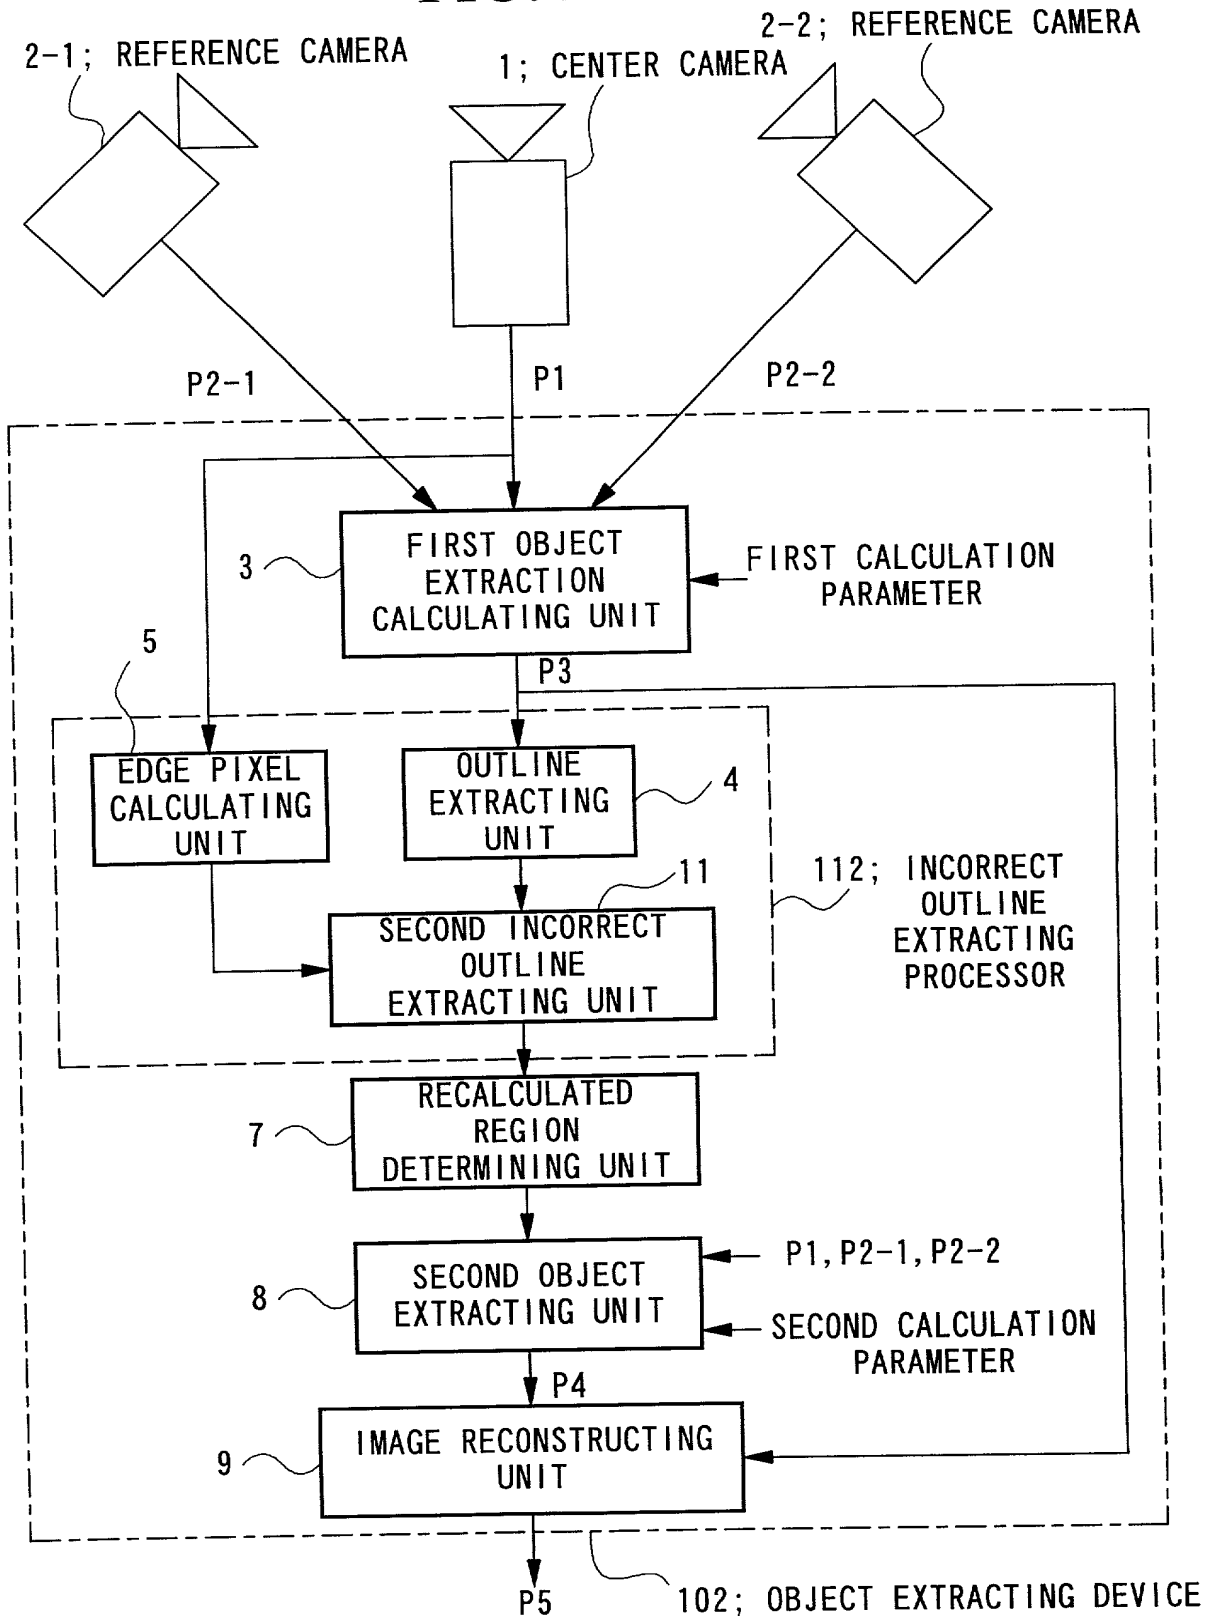 2-1; REFERENCE CAMERA
1; CENTER CAMERA
2-2; REFERENCE CAMERA
P2-1
P1
P2-2
3
FIRST OBJECT
EXTRACTION
CALCULATING UNIT
FIRST CALCULATION
PARAMETER
5
P3
EDGE PIXEL
CALCULATING
UNIT
OUTLINE
EXTRACTING
UNIT
4
11
112; INCORRECT
OUTLINE
EXTRACTING
PROCESSOR
SECOND INCORRECT
OUTLINE
EXTRACTING UNIT
7
RECALCULATED
REGION
DETERMINING UNIT
8
SECOND OBJECT
EXTRACTING UNIT
P1, P2-1, P2-2
SECOND CALCULATION
PARAMETER
P4
9
IMAGE RECONSTRUCTING
UNIT
P5
102; OBJECT EXTRACTING DEVICE